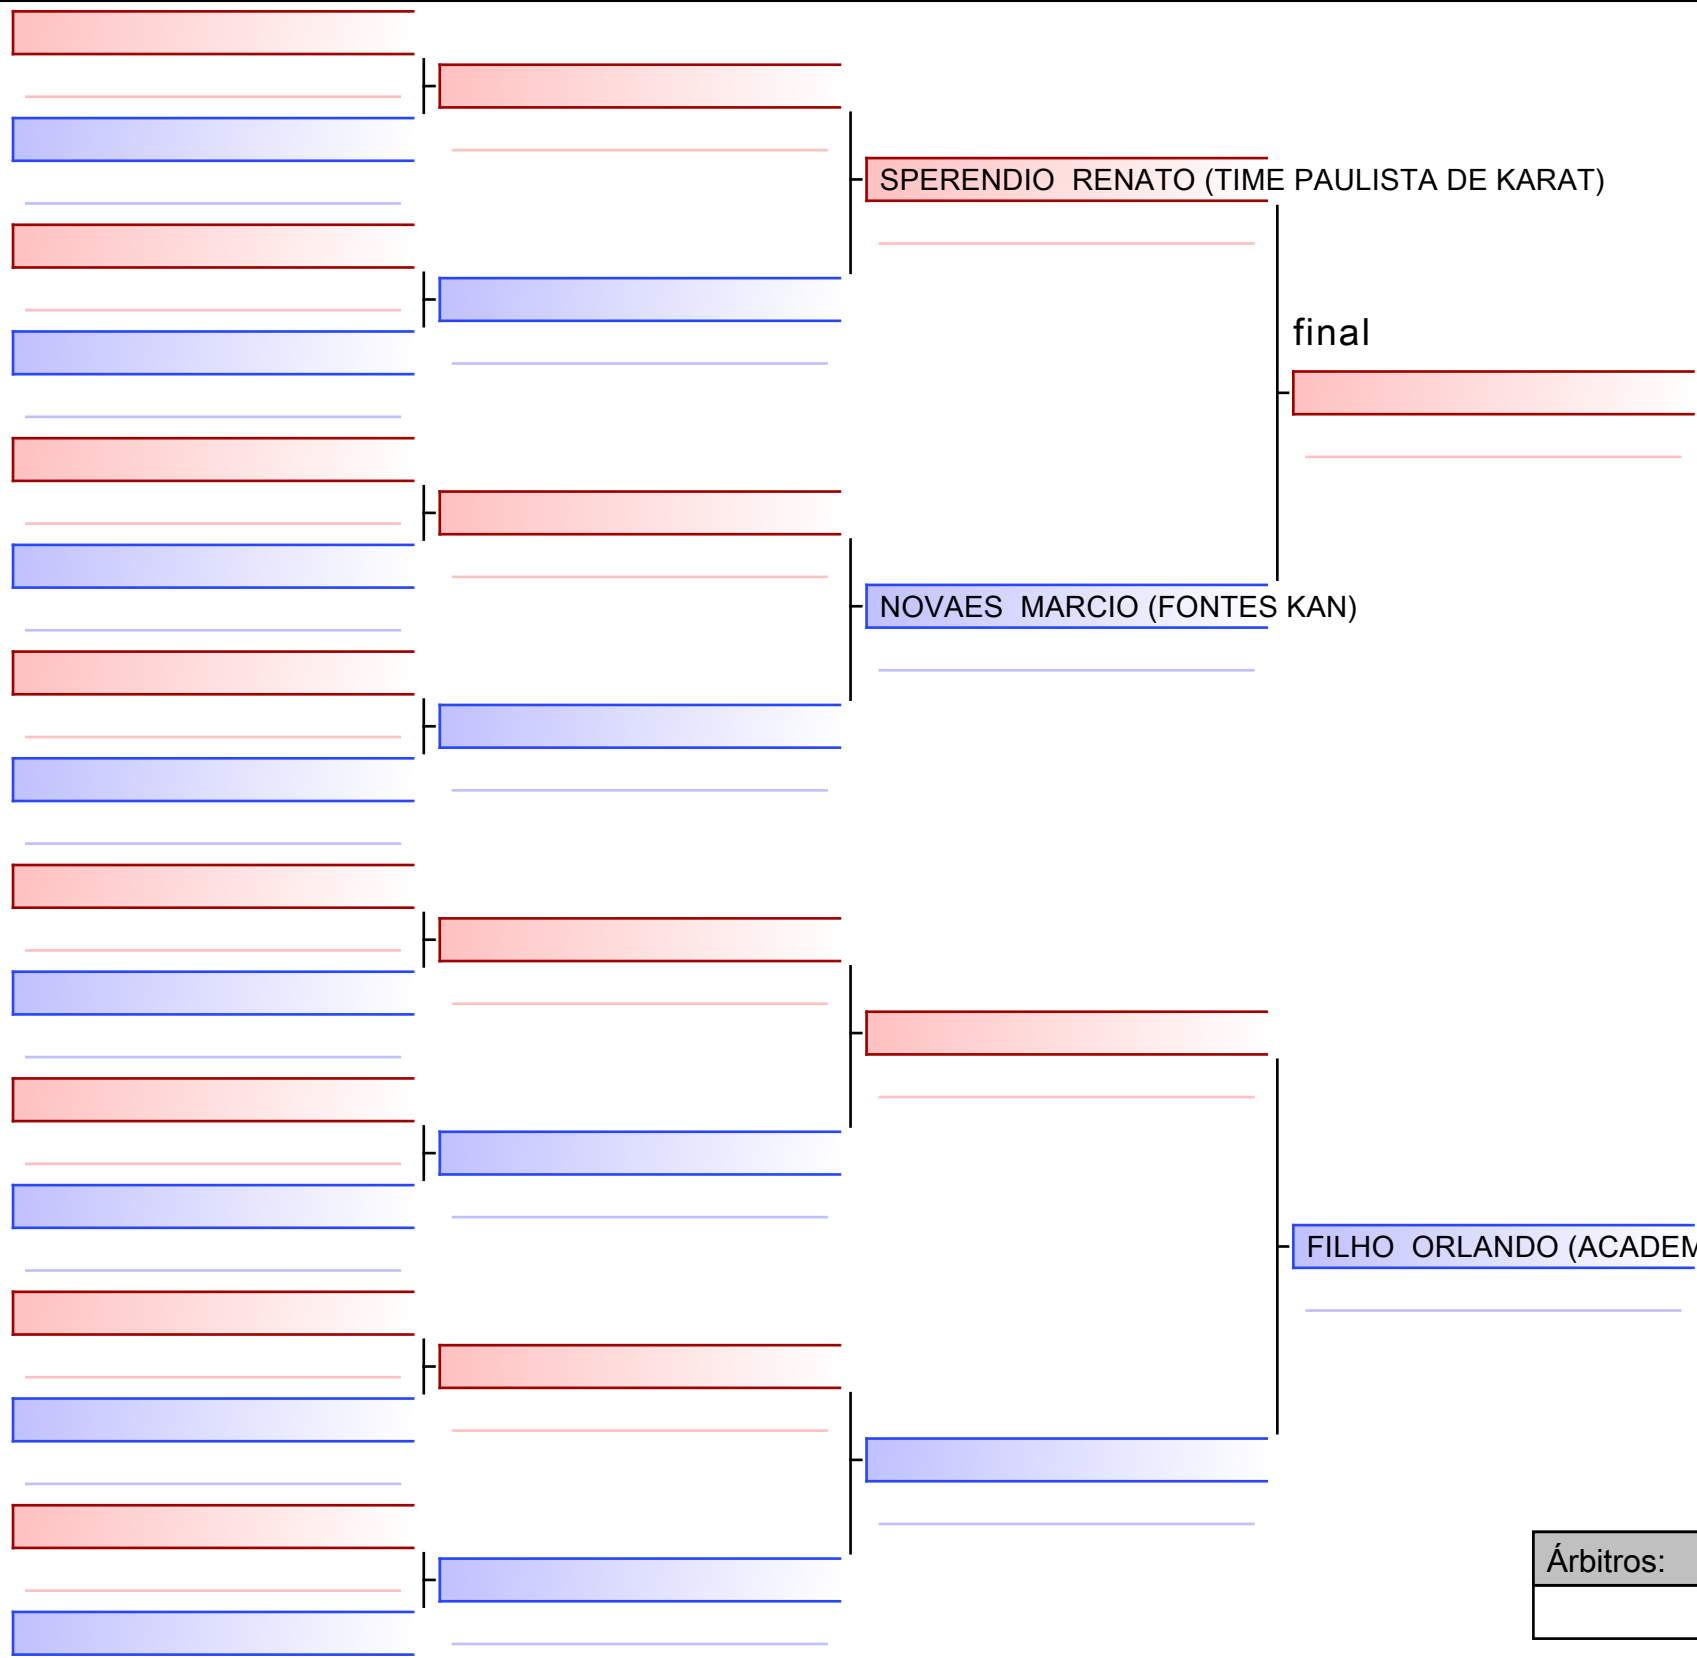 SPERENDIO RENATO (TIME PAULISTA DE KARAT)
final
NOVAES MARCIO (FONTES KAN)
FILHO ORLANDO (ACADEM
Árbitros: